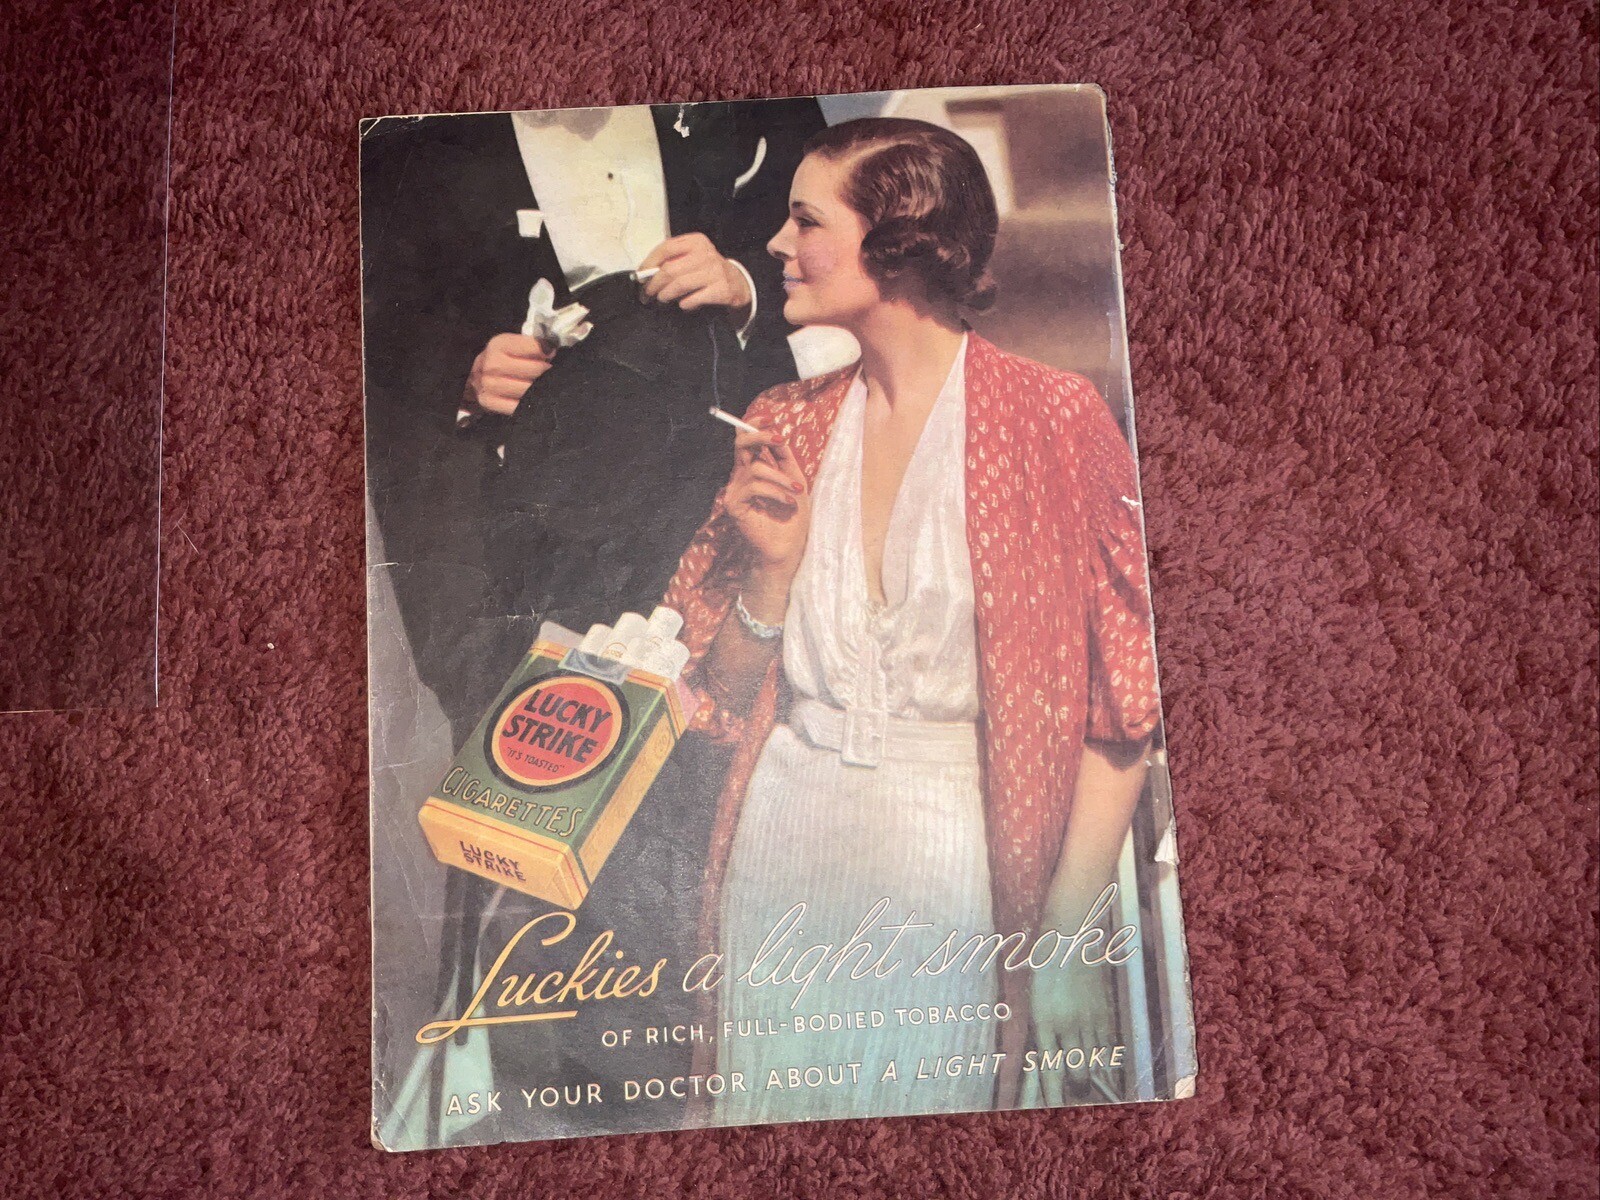 LUCKY
STRIKE
"IT'S TOASTED"
CIGARETTES
LUCKY
STRIKE
Luckies a light smoke
OF RICH, FULL-BODIED TOBACCO
ASK YOUR DOCTOR ABOUT A LIGHT SMOKE